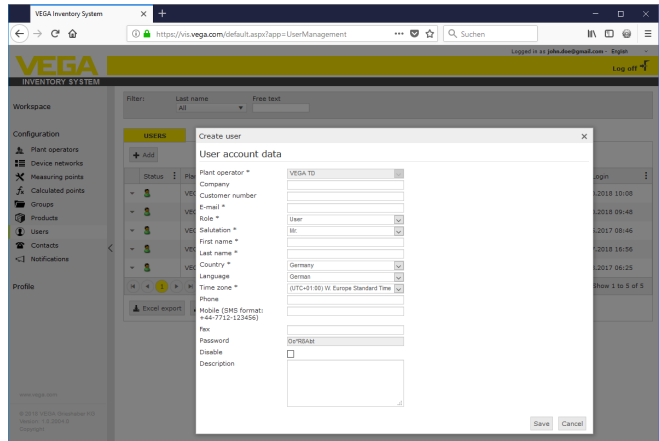 VEGA Inventory System
https://vis.vega.com/default.aspx?app=UserManagement
Suchen
Logged in as john.doe@gmail.com - English
VEGA
Log off
INVENTORY SYSTEM
Workspace
Filter:
Last name
Free text
All
Configuration
USERS
Create user
Plant operators
Device networks
Measuring points
Calculated points
Groups
Products
Users
Contacts
Notifications
Profile
Add
Status
User account data
Plant operator *
VEGA TD
Company
Customer number
E-mail *
Role *
User
Salutation *
Mr.
First name *
Last name *
Country *
Germany
Language
German
Time zone *
(UTC+01:00) W. Europe Standard Time
Phone
Mobile (SMS format:
+44-7712-123456)
Fax
Password
Disable
Description
.2018 10:08
.2018 09:48
.2017 08:46
.2018 16:56
.2017 06:25
1
Show 1 to 5 of 5
Excel export
Save
Cancel
www.vega.com
Copyright